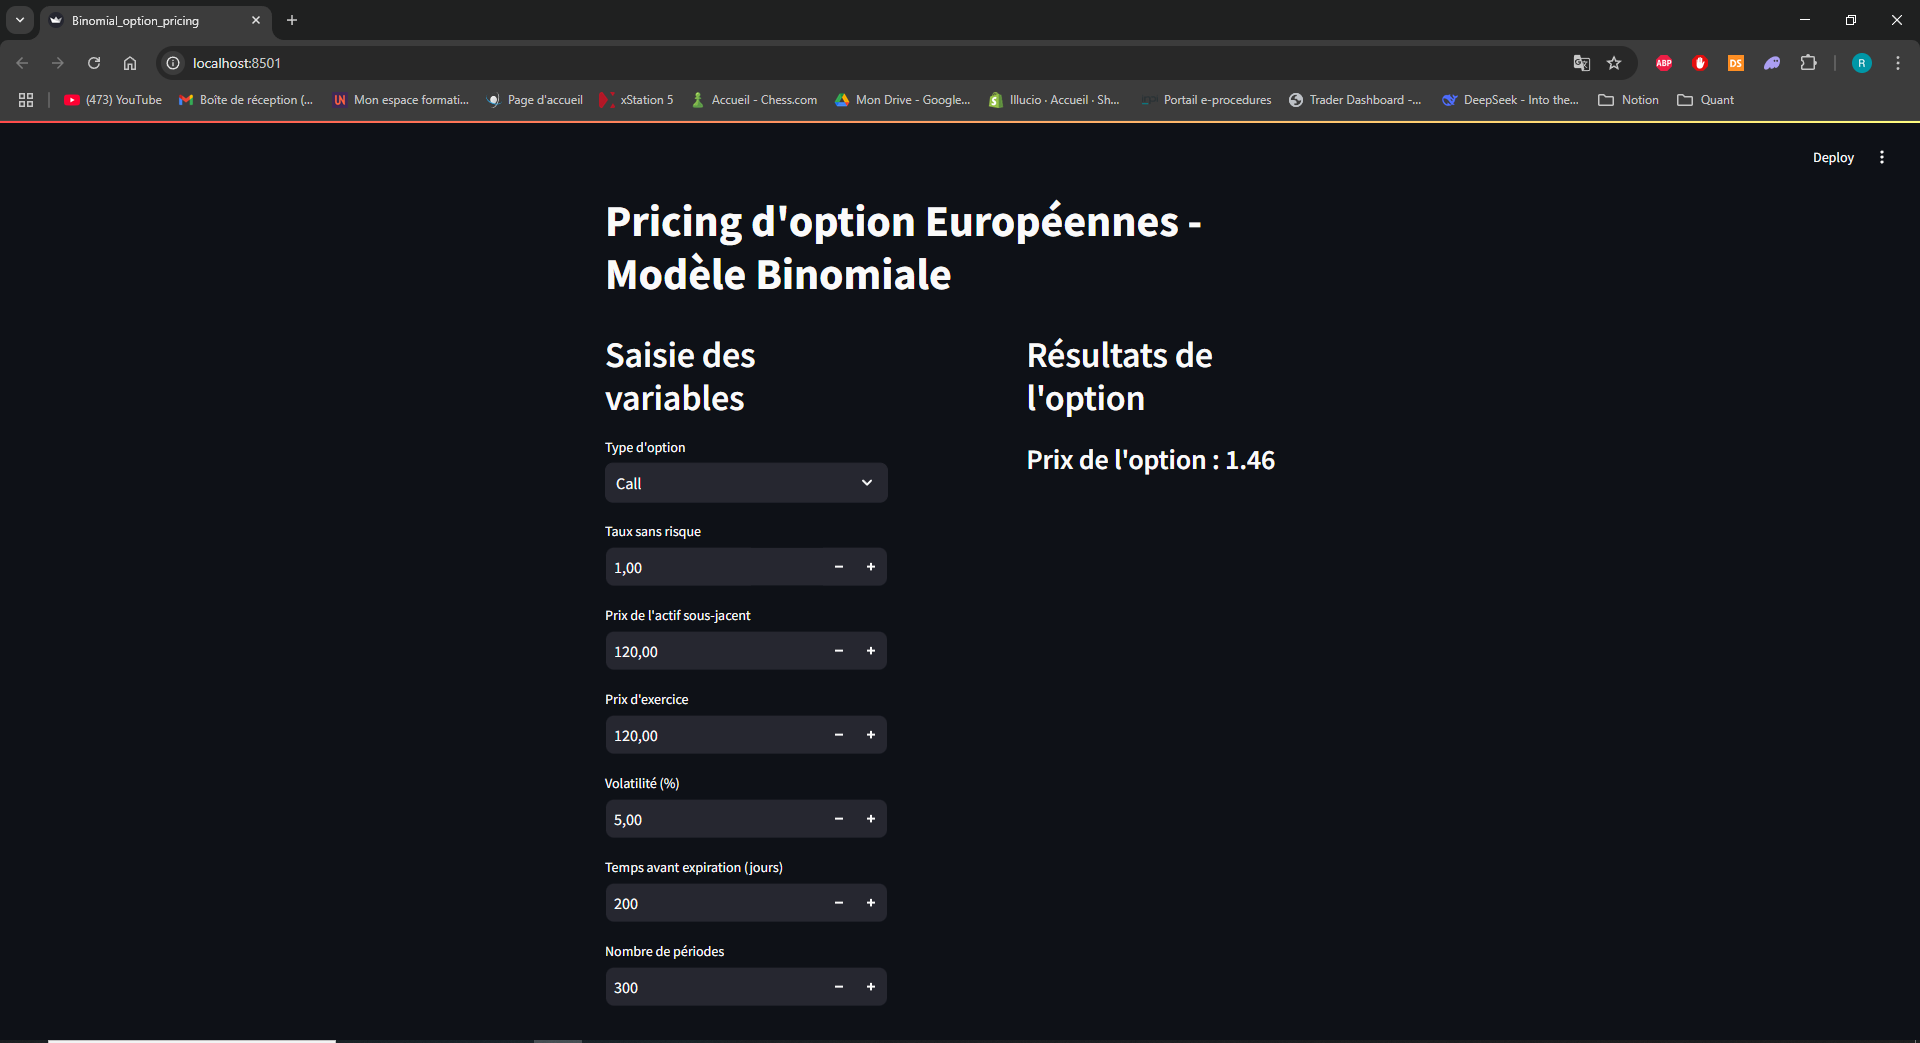 Binomial_option_pricing
localhost:8501
ABP
DS
R
(473) YouTube
Boîte de réception (...
UN
Mon espace formati...
Page d'accueil
xStation 5
Accueil - Chess.com
Mon Drive - Google...
Illucio · Accueil · Sh...
Portail e-procedures
Trader Dashboard -...
DeepSeek - Into the...
Notion
Quant
Deploy
Pricing d'option Européennes -
Modèle Binomiale
Saisie des
variables
Type d'option
Call
Taux sans risque
1,00
Prix de l'actif sous-jacent
120,00
Prix d'exercice
120,00
Volatilité (%)
5,00
Temps avant expiration (jours)
200
Nombre de périodes
300
Résultats de
l'option
Prix de l'option : 1.46